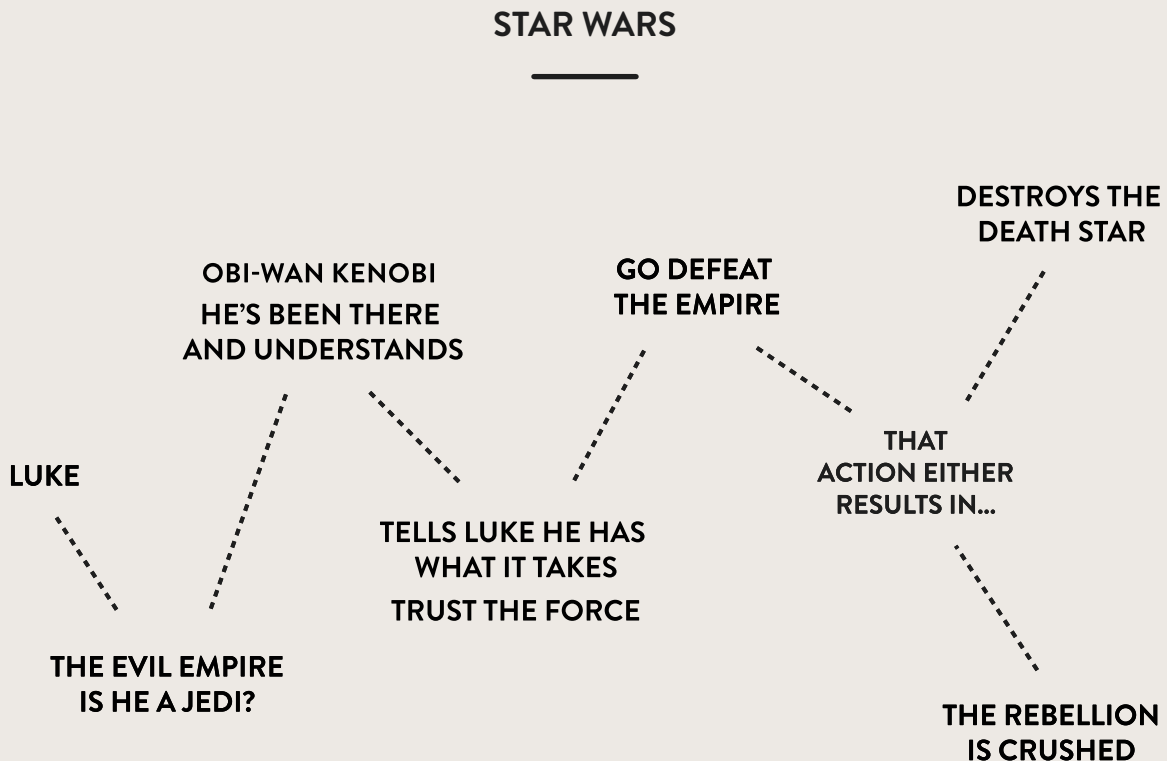 STAR WARS
LUKE
THE EVIL EMPIRE
IS HE A JEDI?
OBI-WAN KENOBI
HE'S BEEN THERE
AND UNDERSTANDS
TELLS LUKE HE HAS
WHAT IT TAKES
TRUST THE FORCE
GO DEFEAT
THE EMPIRE
THAT
ACTION EITHER
RESULTS IN...
DESTROYS THE
DEATH STAR
THE REBELLION
IS CRUSHED